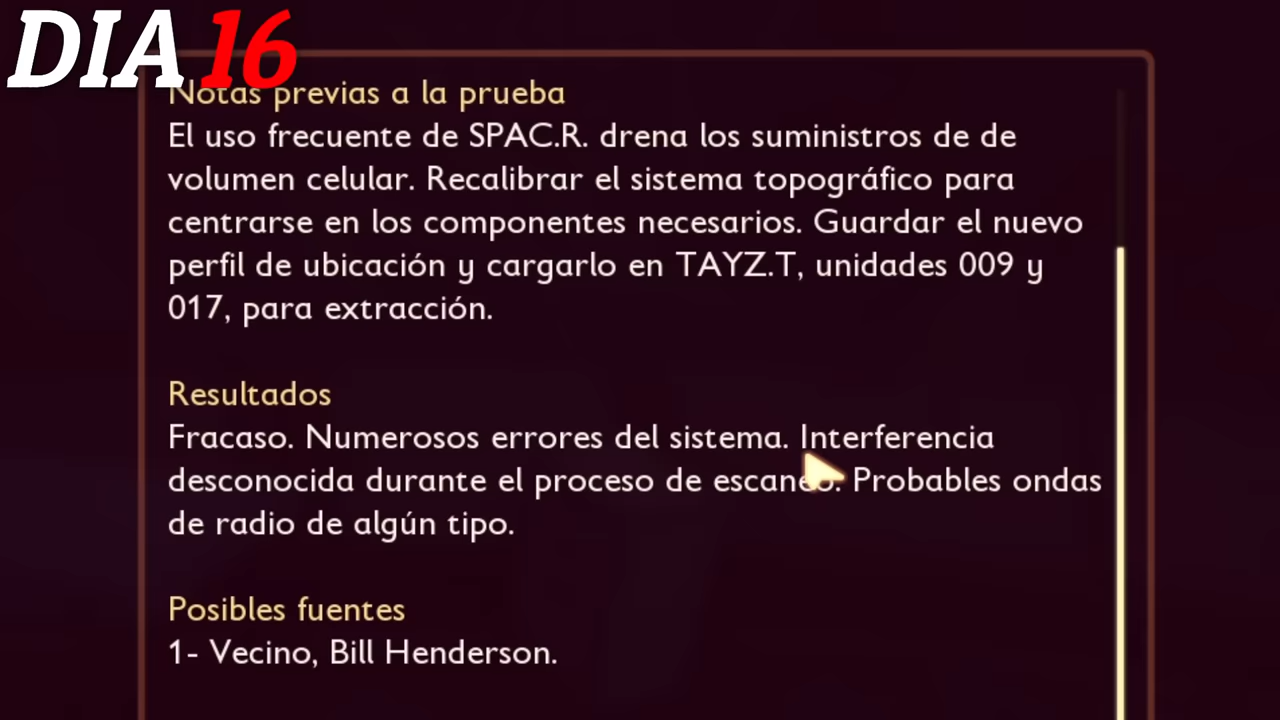 DIA 16
Notas previas a la prueba
El uso frecuente de SPAC.R. drena los suministros de de
volumen celular. Recalibrar el sistema topográfico para
centrarse en los componentes necesarios. Guardar el nuevo
perfil de ubicación y cargarlo en TAYZ.T, unidades 009 y
017, para extracción.
Resultados
Fracaso. Numerosos errores del sistema. Interferencia
desconocida durante el proceso de escaneo. Probables ondas
de radio de algún tipo.
Posibles fuentes
1- Vecino, Bill Henderson.